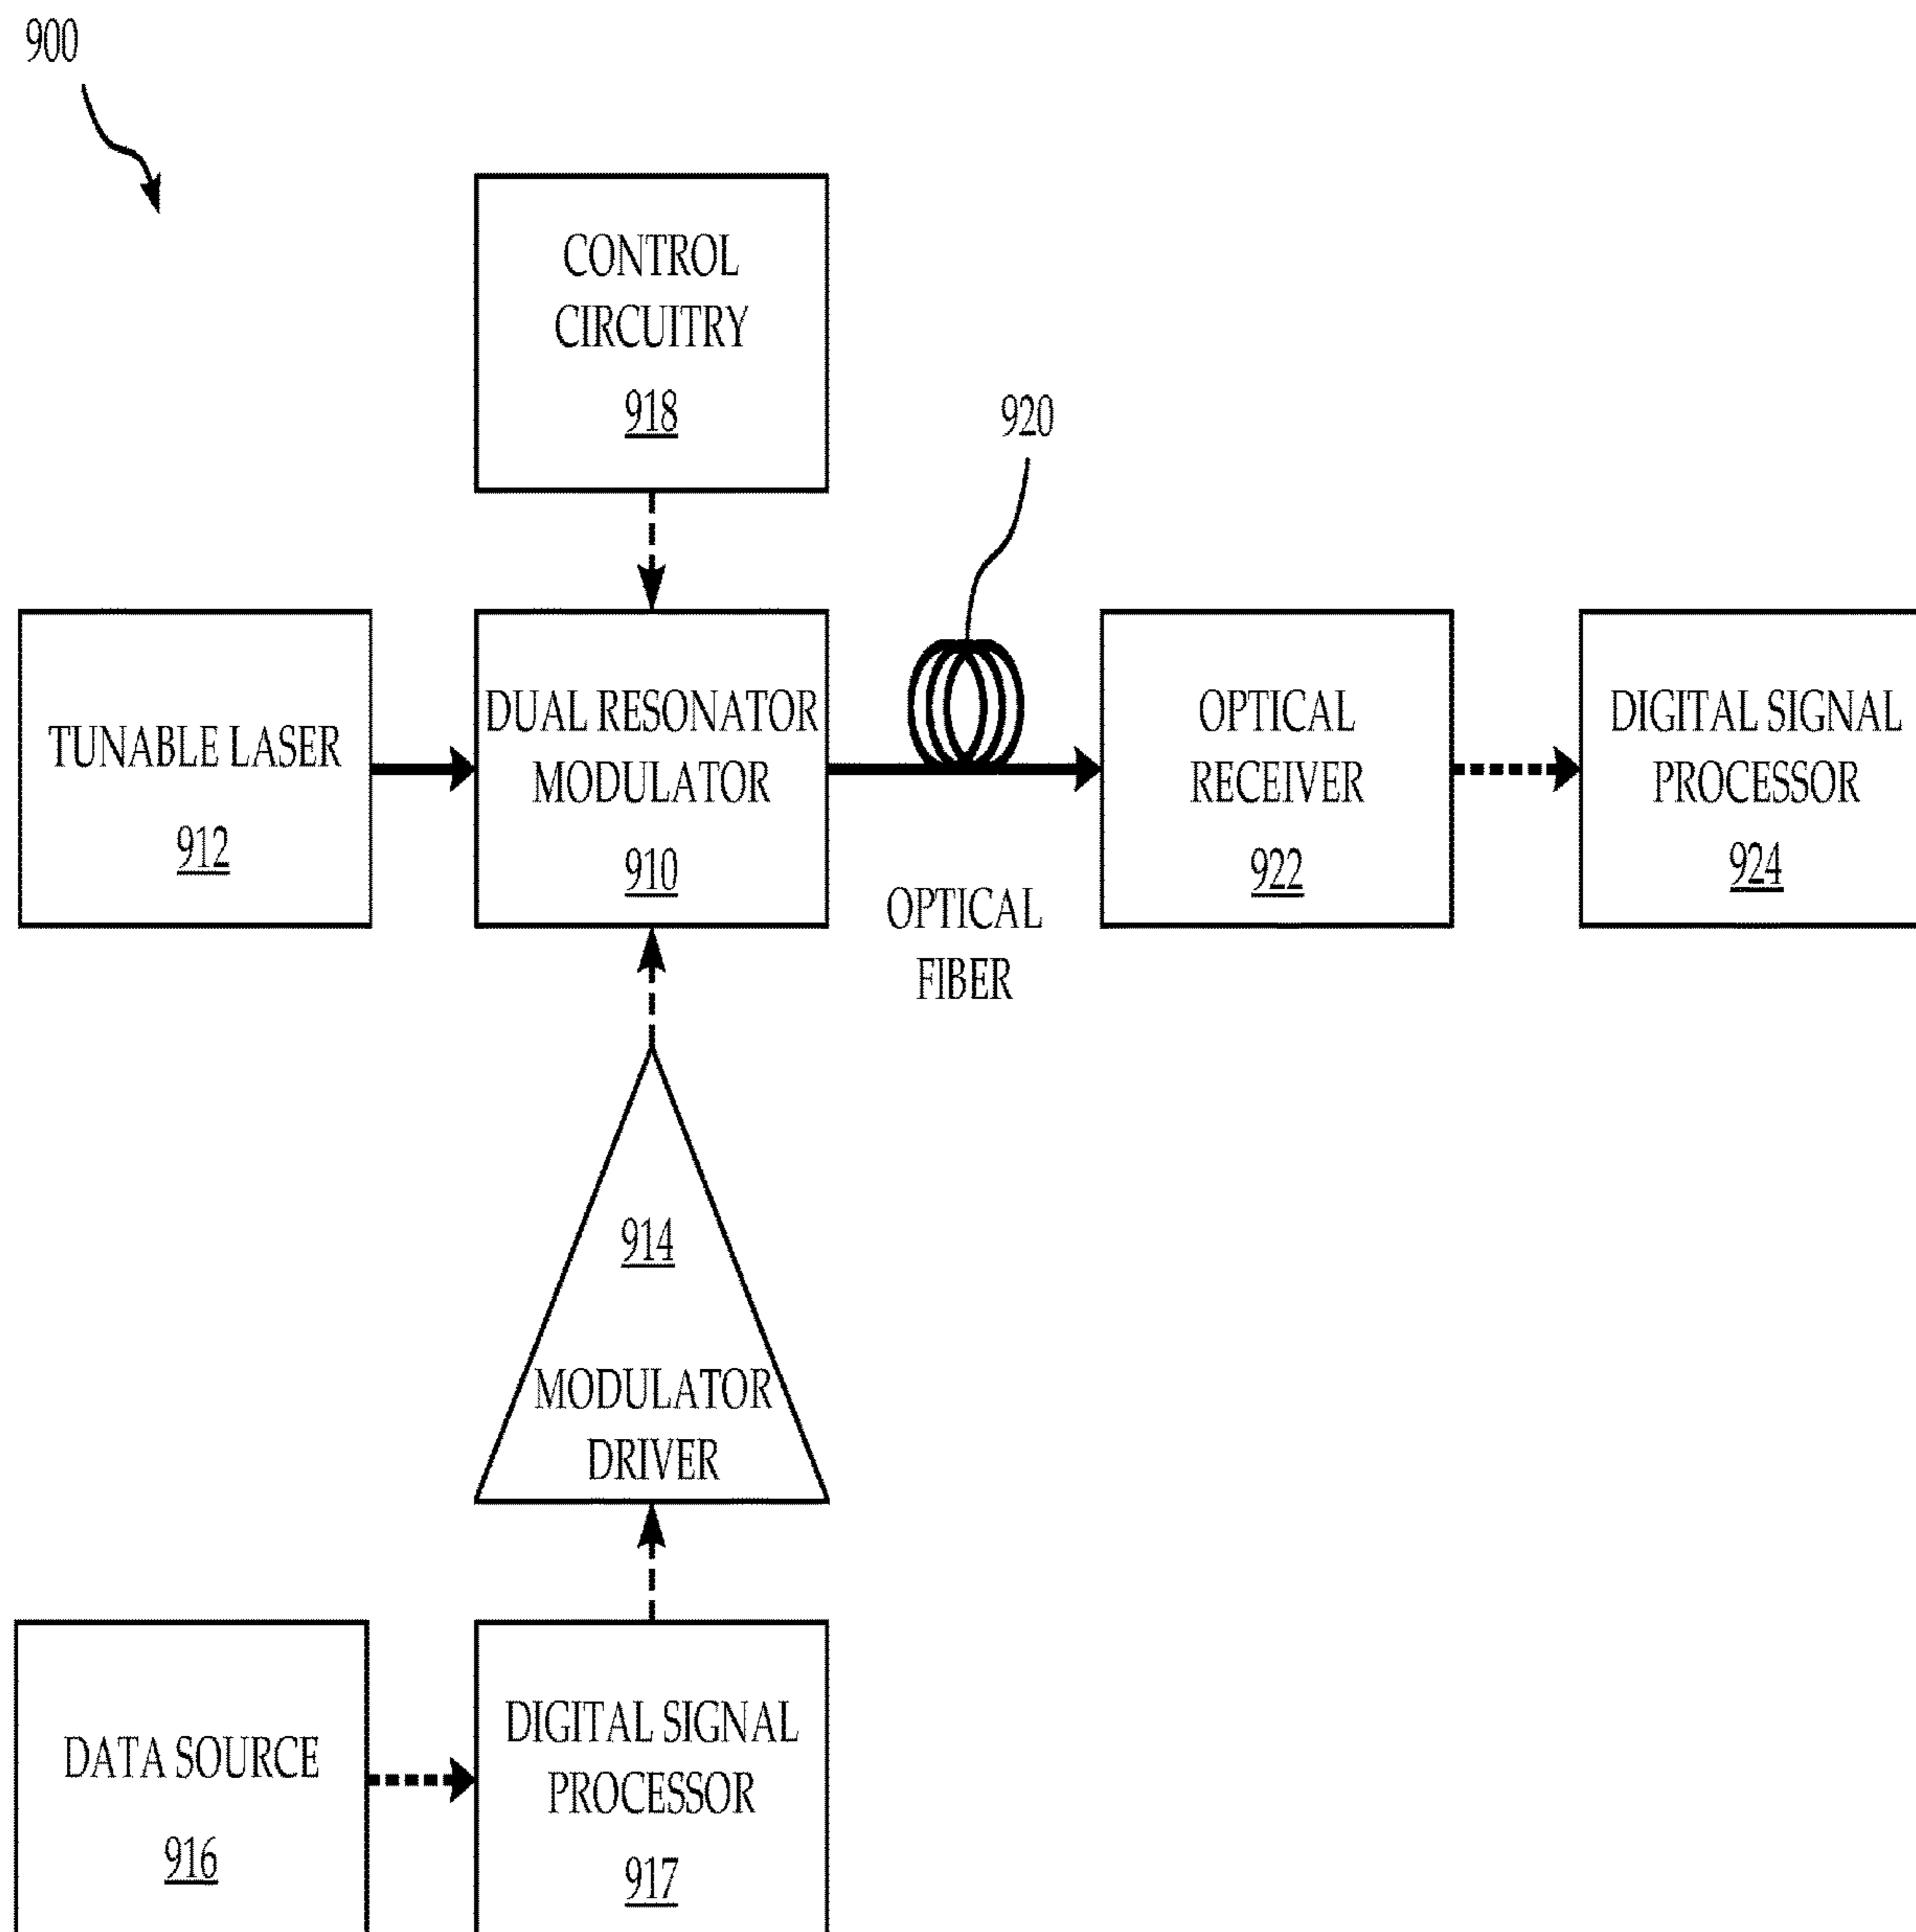 900
CONTROL
CIRCUITRY
918
920
TUNABLE LASER
912
DUAL RESONATOR
MODULATOR
910
OPTICAL
FIBER
OPTICAL
RECEIVER
922
DIGITAL SIGNAL
PROCESSOR
924
914
MODULATOR
DRIVER
DATA SOURCE
916
DIGITAL SIGNAL
PROCESSOR
917